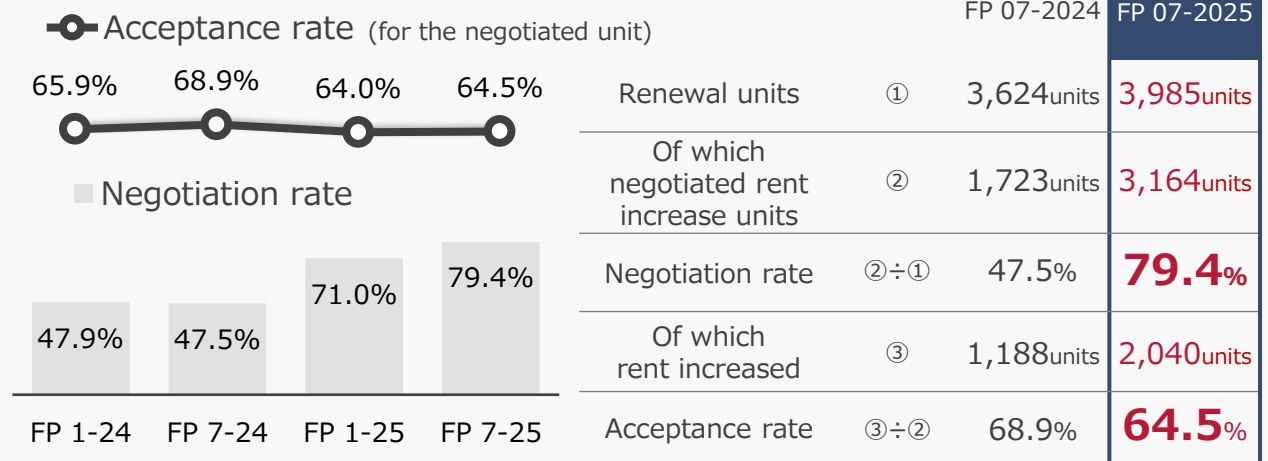 Acceptance rate (for the negotiated unit)
65.9% 68.9% 64.0% 64.5%
Negotiation rate
47.9% 47.5% 71.0% 79.4%
FP 1-24 FP 7-24 FP 1-25 FP 7-25
FP 07-2024 FP 07-2025
Renewal units ① 3,624units 3,985units
Of which
negotiated rent ② 1,723units 3,164units
increase units
Negotiation rate ②÷① 47.5% 79.4%
Of which
rent increased ③ 1,188units 2,040units
Acceptance rate ③÷② 68.9% 64.5%